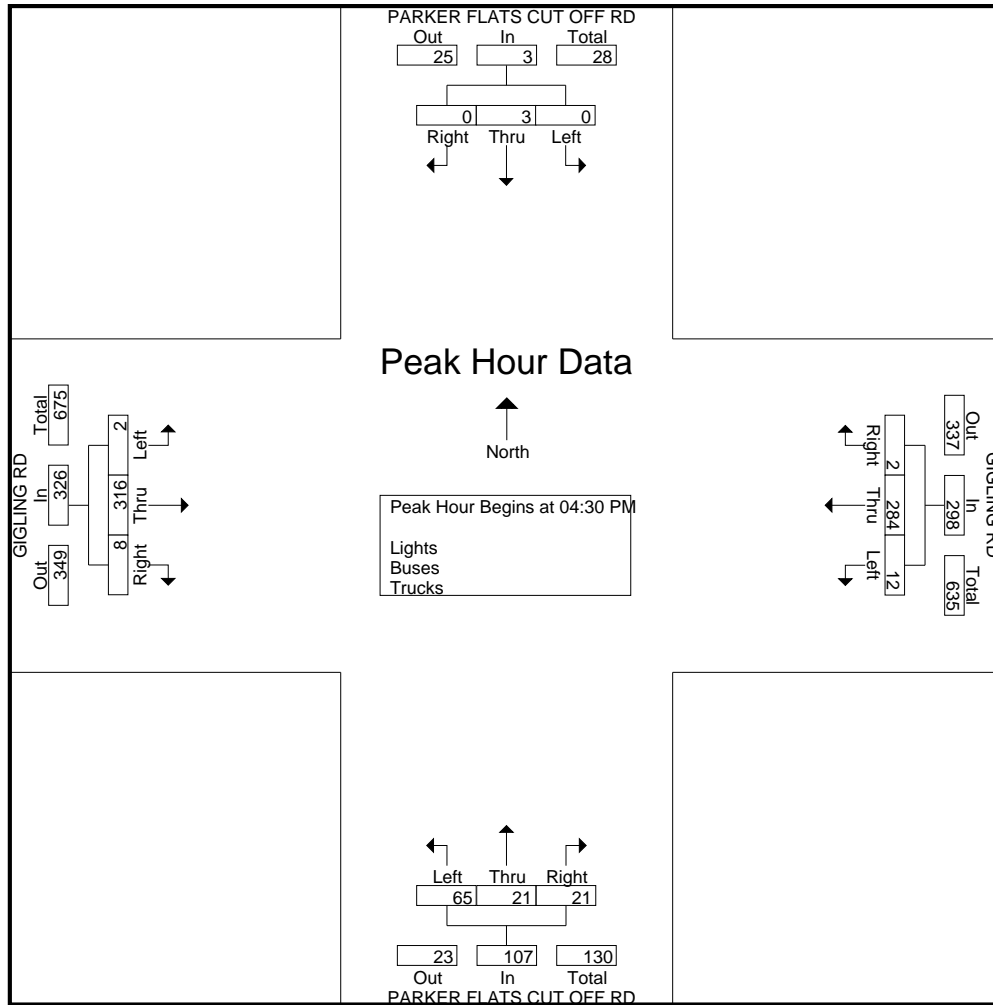 PARKER FLATS CUT OFF RD
Out In Total
25 3 28
0 3 0
Right Thru Left
Peak Hour Data
North
Peak Hour Begins at 04:30 PM
Lights
Buses
Trucks
GIGLING RD
Out In Total
349 326 675
Right Thru Left
8 316 2
GIGLING RD
Out In Total
337 298 635
Right Thru Left
2 284 12
Left Thru Right
65 21 21
23 107 130
Out In Total
PARKER FLATS CUT OFF RD